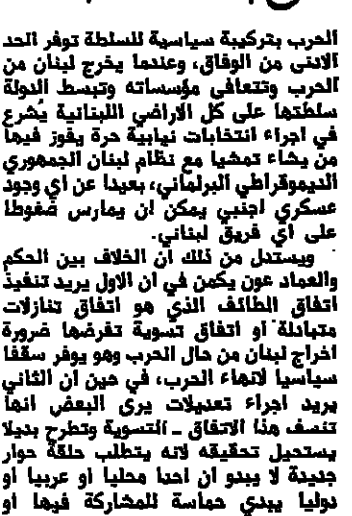 الحرب بتركيبة سياسية للسلطة توفر الحد
الادنى من الوفاق، وعندما يخرج لبنان من
الحرب وتتعافى مؤسساته وتبسط الدولة
سلطتها على كل الاراضي اللبنانية يُشرع
في اجراء انتخابات نيابية حرة يفوز فيها
من يشاء تمشيا مع نظام لبنان الجمهوري
الديموقراطي البرلماني، بعيدا عن اي وجود
عسكري اجنبي يمكن ان يمارس ضغوطا
على اي فريق لبناني.
ويستدل من ذلك ان الخلاف بين الحكم
والعماد عون يكمن في ان الاول يريد تنفيذ
اتفاق الطائف الذي هو اتفاق تنازلات
متبادلة او اتفاق تسوية تفرضها ضرورة
اخراج لبنان من حال الحرب وهو يوفر سقفا
سياسيا لانهاء الحرب، في حين ان الثاني
يريد اجراء تعديلات يرى البعض انها
تنسف هذا الاتفاق ــ التسوية وتطرح بديلا
يستحيل تحقيقه لانه يتطلب حلقة حوار
جديدة لا يبدو ان احدا محليا او عربيا او
دوليا يبدي حماسة للمشاركة فيها او